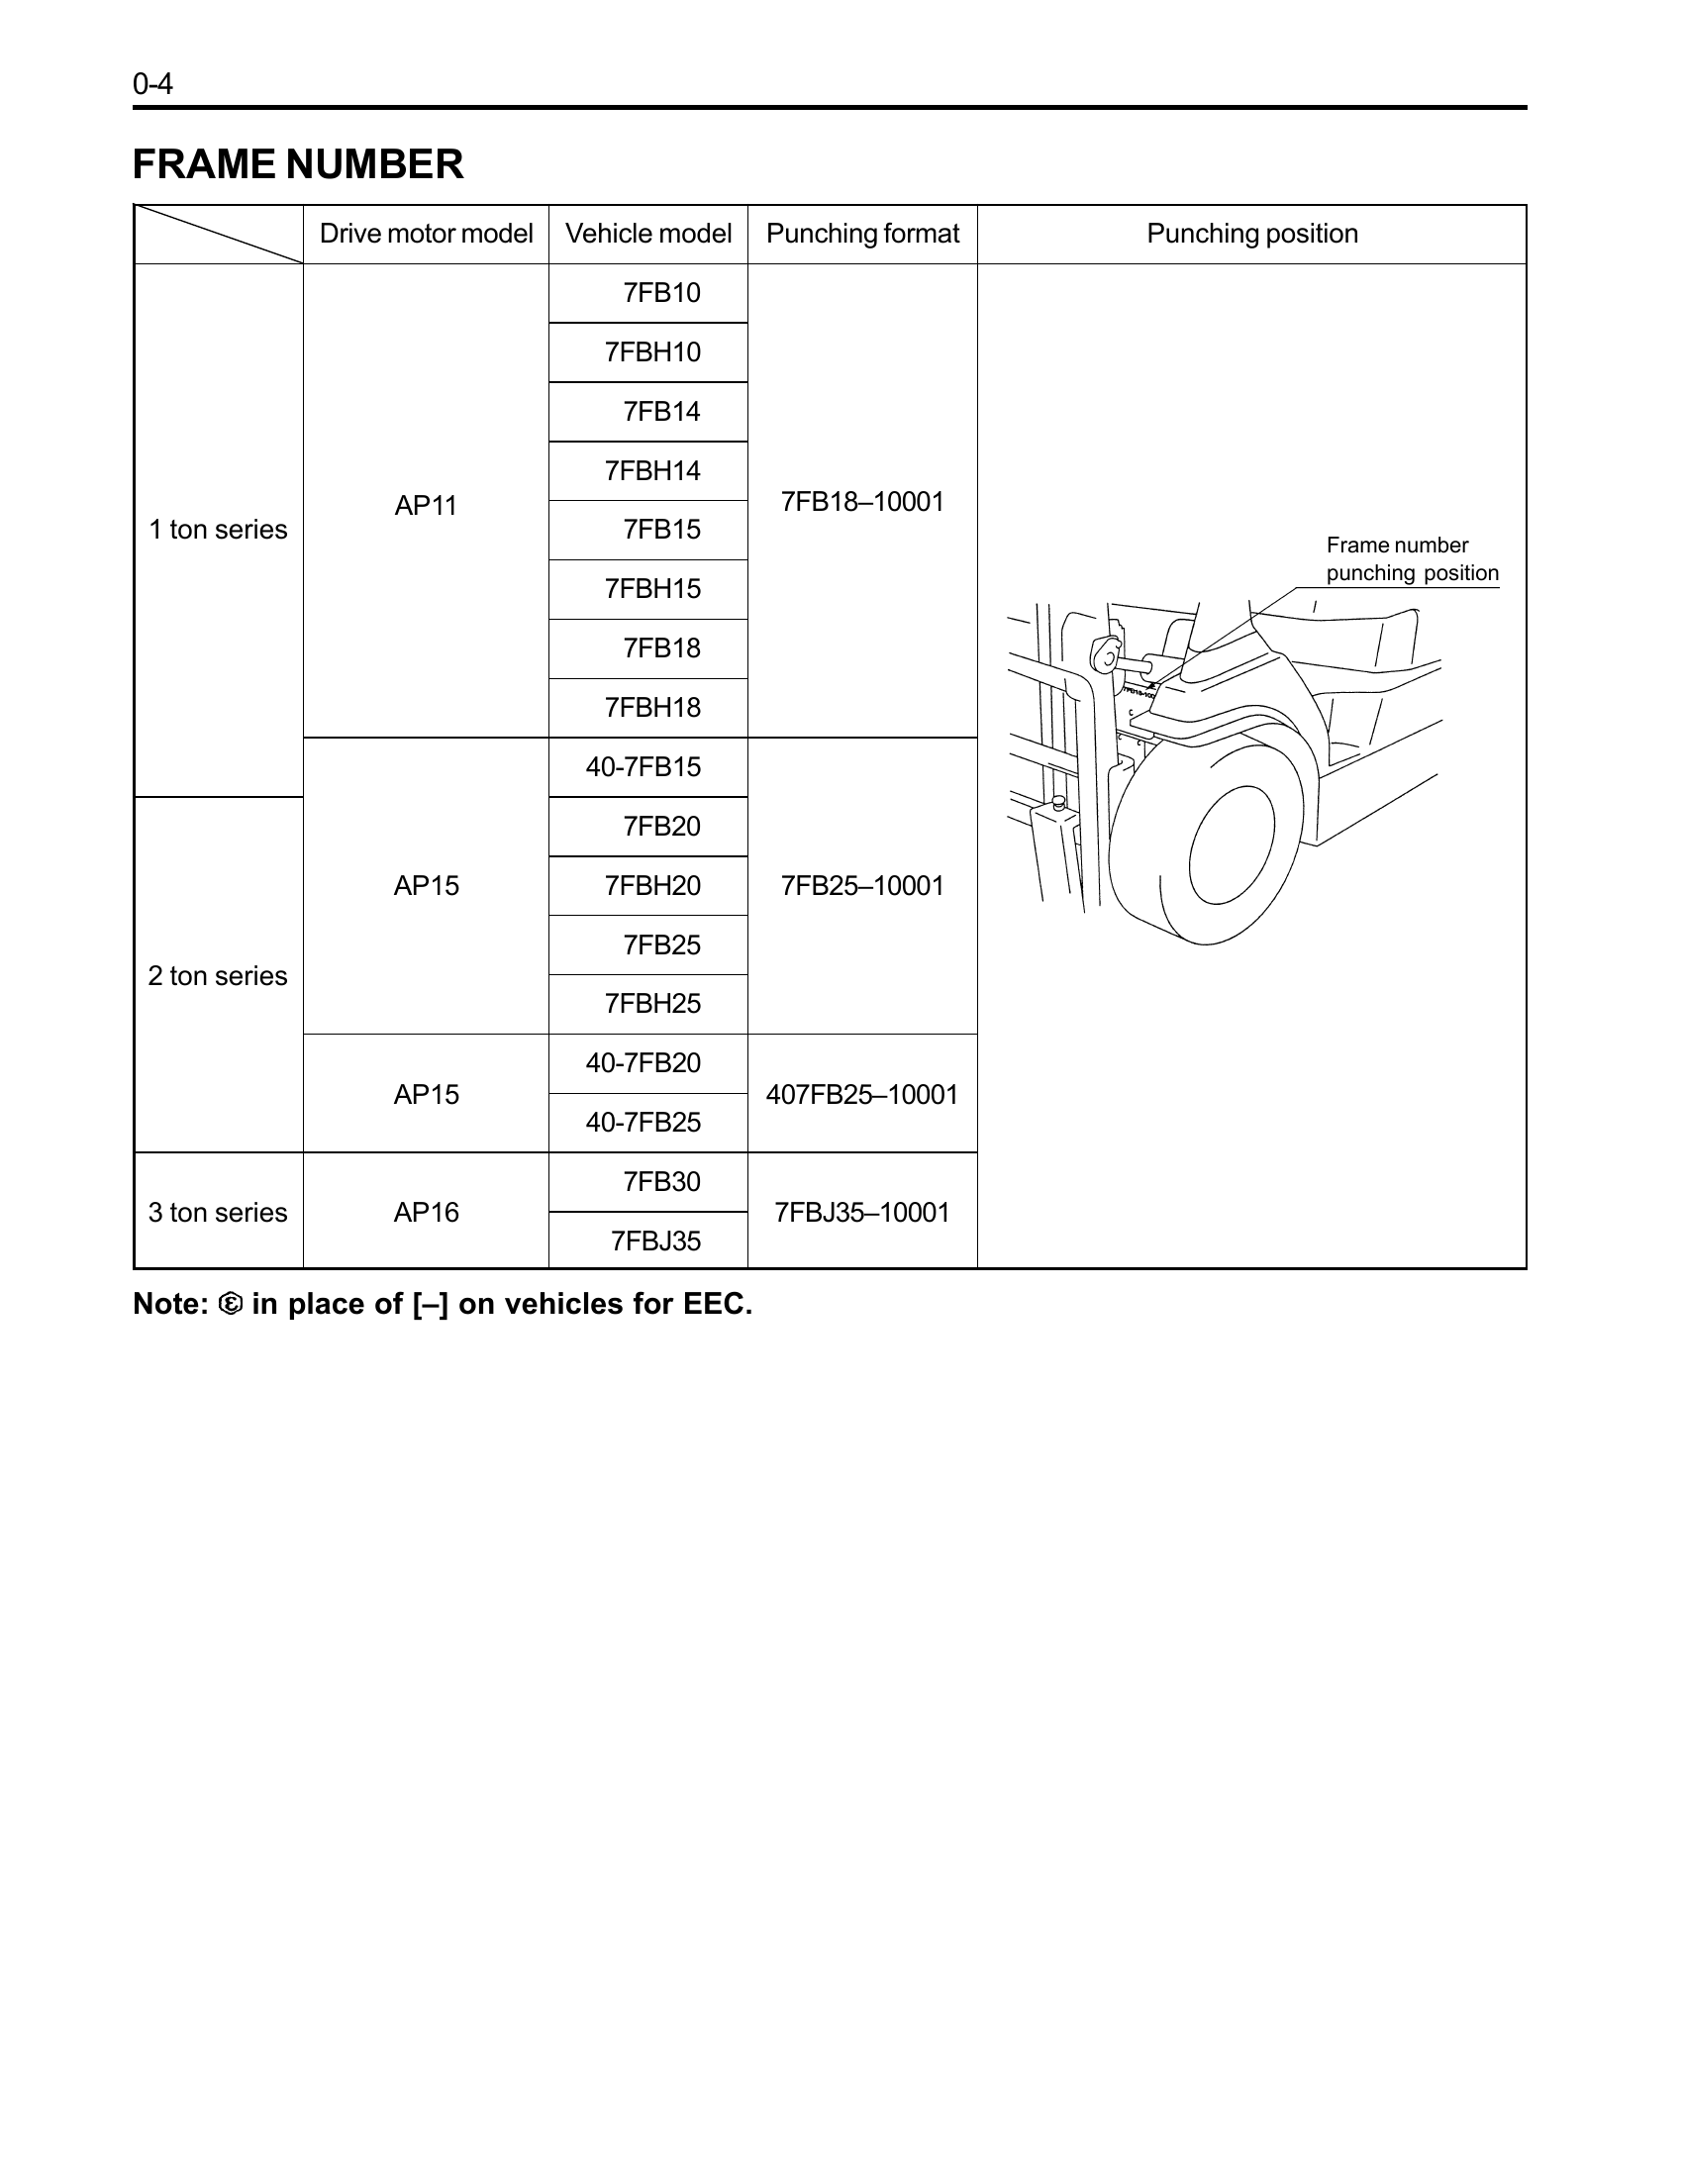 0-4
FRAME NUMBER
Drive motor model Vehicle model Punching format Punching position
1 ton series
AP11
7FB10
7FBH10
7FB14
7FBH14
7FB15
7FBH15
7FB18
7FBH18
7FB18–10001
40-7FB15
AP15
2 ton series
7FB20
7FBH20
7FB25
7FBH25
7FB25–10001
AP15
40-7FB20
40-7FB25
407FB25–10001
3 ton series
AP16
7FB30
7FBJ35
7FBJ35–10001
Frame number
punching position
Note: ε in place of [–] on vehicles for EEC.